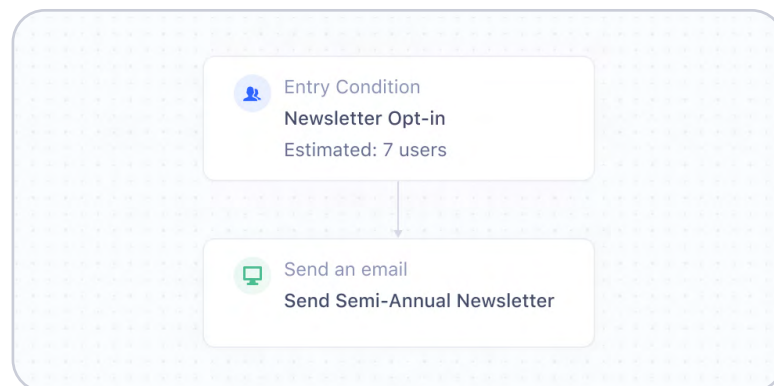 Entry Condition
Newsletter Opt-in
Estimated: 7 users
Send an email
Send Semi-Annual Newsletter